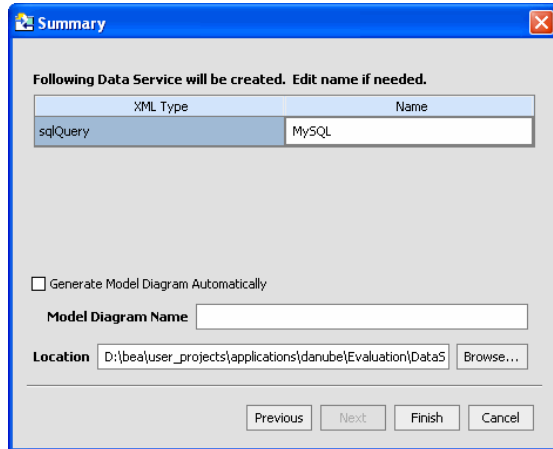 Summary
Following Data Service will be created. Edit name if needed.
XML Type Name
sqlQuery MySQL
Generate Model Diagram Automatically
Model Diagram Name
Location D:\bea\user_projects\applications\danube\Evaluation\DataS Browse...
Previous Next Finish Cancel